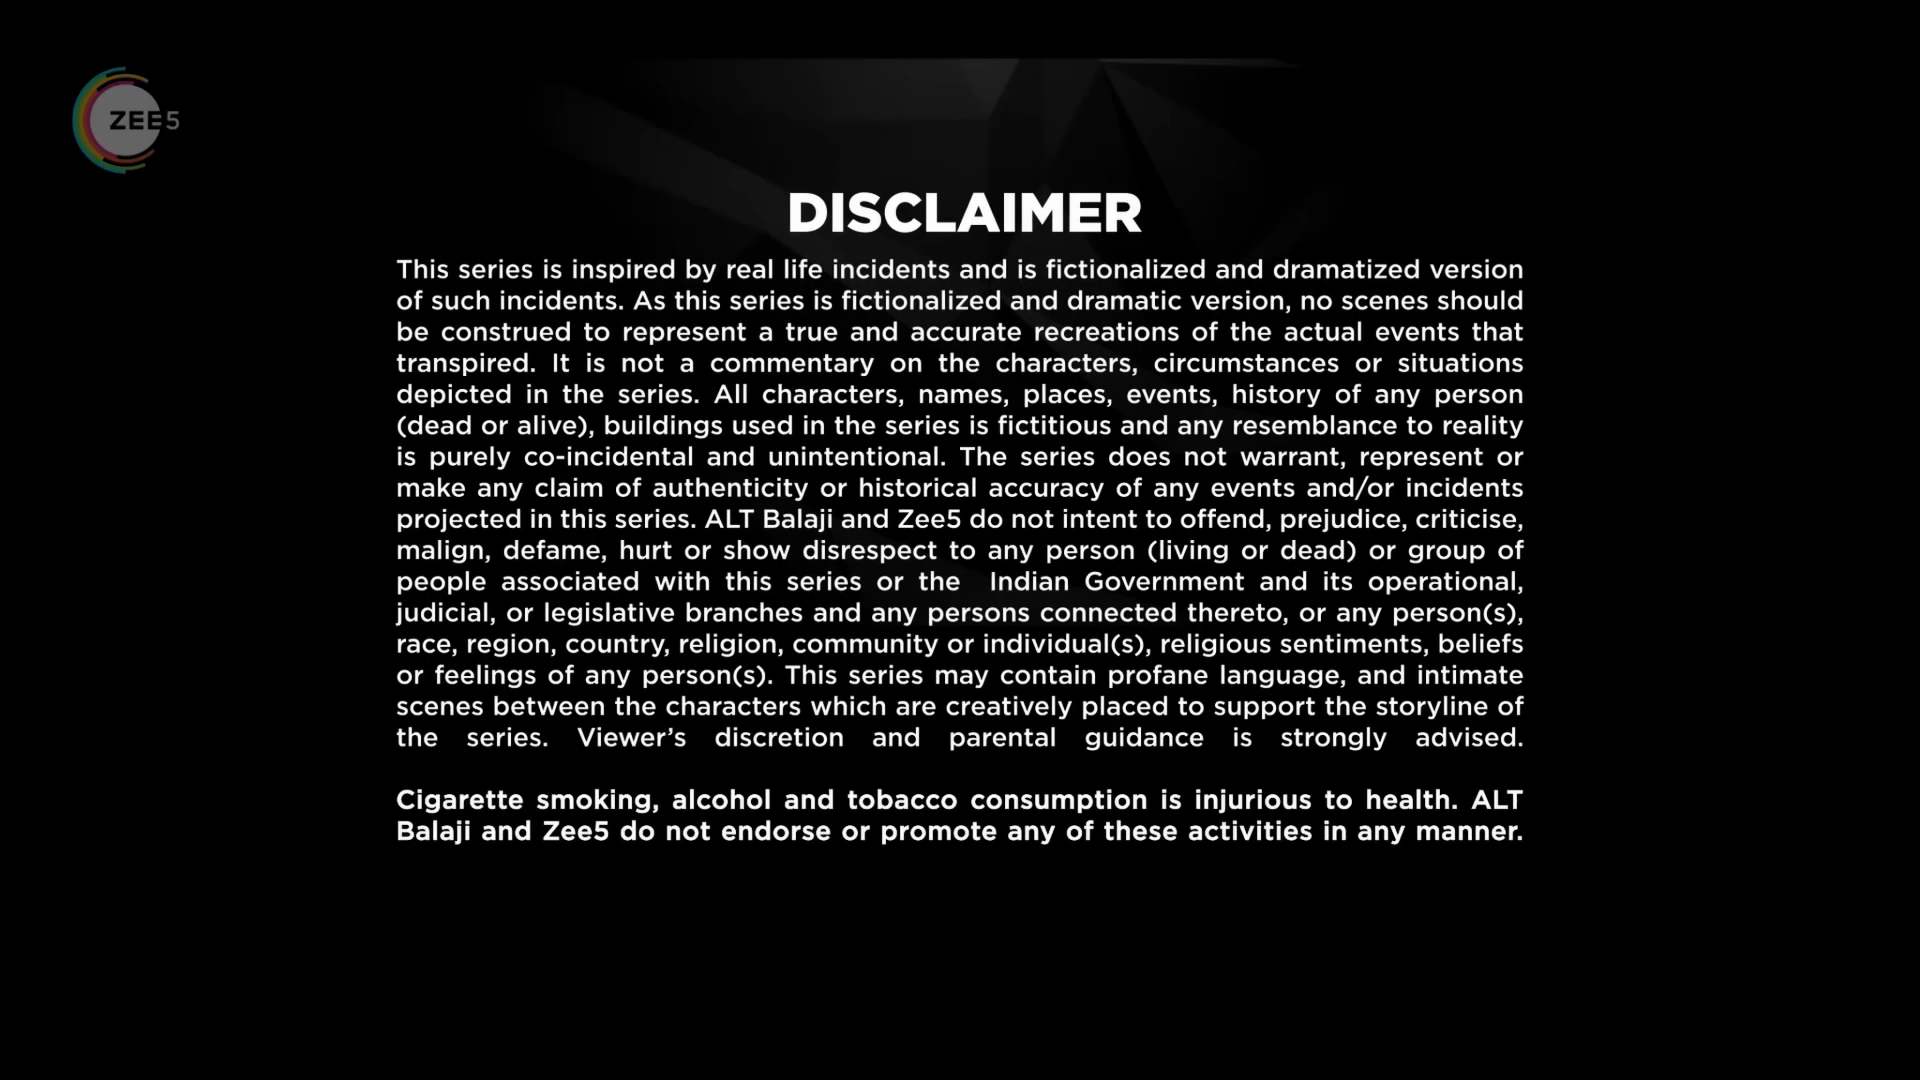 ZEE5
DISCLAIMER
This series is inspired by real life incidents and is fictionalized and dramatized version
of such incidents. As this series is fictionalized and dramatic version, no scenes should
be construed to represent a true and accurate recreations of the actual events that
transpired. It is not a commentary on the characters, circumstances or situations
depicted in the series. All characters, names, places, events, history of any person
(dead or alive), buildings used in the series is fictitious and any resemblance to reality
is purely co-incidental and unintentional. The series does not warrant, represent or
make any claim of authenticity or historical accuracy of any events and/or incidents
projected in this series. ALT Balaji and Zee5 do not intent to offend, prejudice, criticise,
malign, defame, hurt or show disrespect to any person (living or dead) or group of
people associated with this series or the Indian Government and its operational,
judicial, or legislative branches and any persons connected thereto, or any person(s),
race, region, country, religion, community or individual(s), religious sentiments, beliefs
or feelings of any person(s). This series may contain profane language, and intimate
scenes between the characters which are creatively placed to support the storyline of
the series. Viewer’s discretion and parental guidance is strongly advised.
Cigarette smoking, alcohol and tobacco consumption is injurious to health. ALT
Balaji and Zee5 do not endorse or promote any of these activities in any manner.